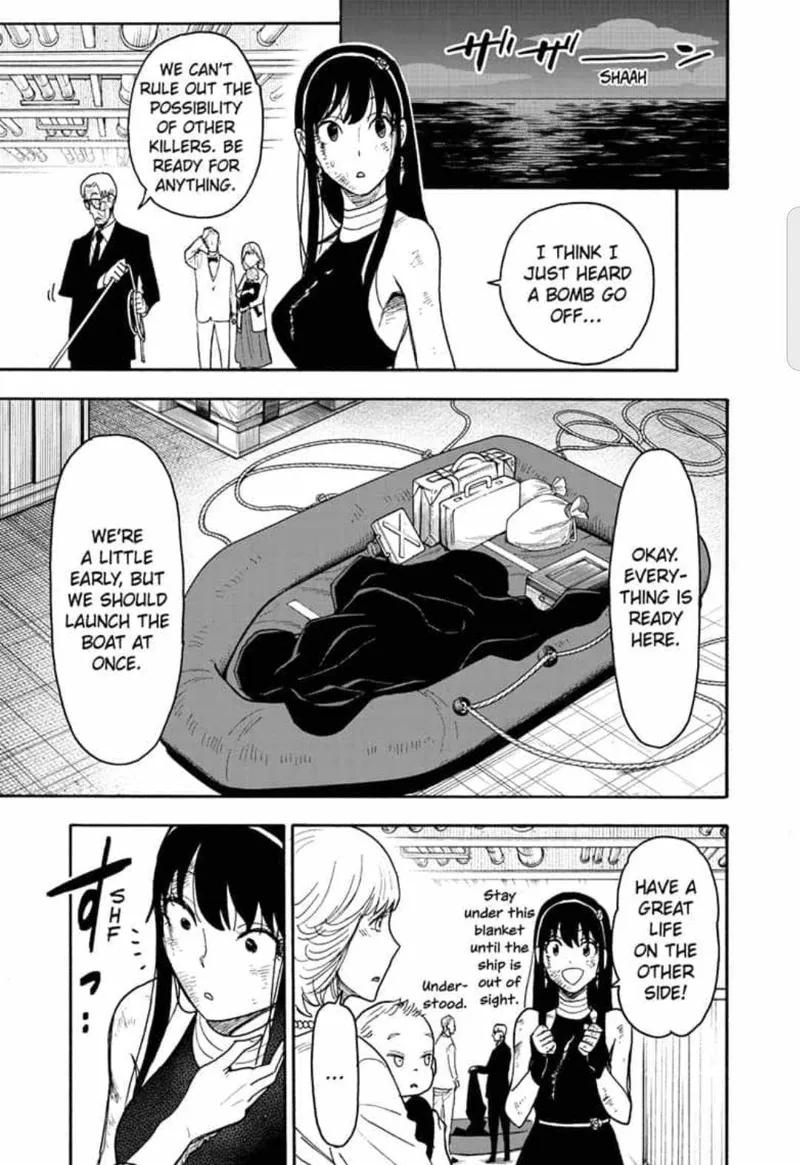 ザザーーン
SHAAH
I THINK I
JUST HEARD
A BOMB GO
OFF...
WE CAN'T
RULE OUT THE
POSSIBILITY
OF OTHER
KILLERS. BE
READY FOR
ANYTHING.
OKAY.
EVERY-
THING IS
READY
HERE.
WE'RE
A LITTLE
EARLY, BUT
WE SHOULD
LAUNCH THE
BOAT AT
ONCE.
HAVE A
GREAT
LIFE
ON THE
OTHER
SIDE!
Stay
under this
blanket
until the
ship is
out of
sight.
Under-
stood.
...
すっ
SHF